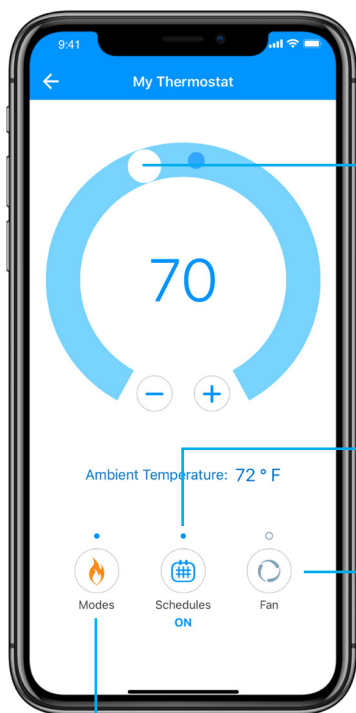 9:41
My Thermostat
70
Ambient Temperature: 72 ° F
Modes Schedules Fan
ON